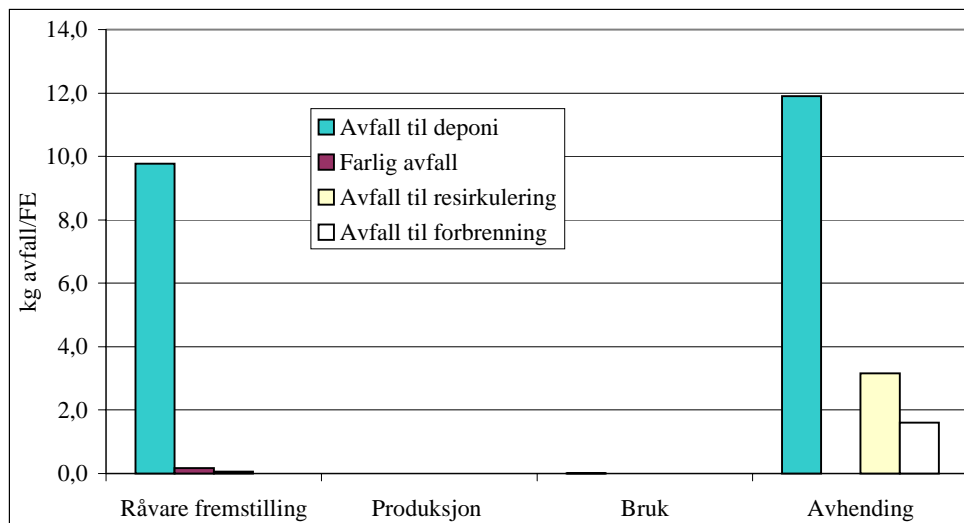 14,0
12,0
10,0
8,0
6,0
4,0
2,0
0,0
kg avfall/FE
Avfall til deponi
Farlig avfall
Avfall til resirkulering
Avfall til forbrenning
Råvare fremstilling Produksjon Bruk Avhending